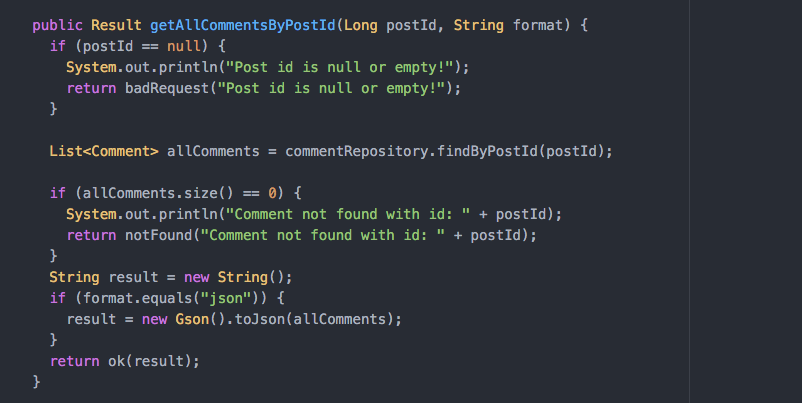 public Result getAllCommentsByPostId(Long postId, String format) {
  if (postId == null) {
    System.out.println("Post id is null or empty!");
    return badRequest("Post id is null or empty!");
  }

  List<Comment> allComments = commentRepository.findByPostId(postId);

  if (allComments.size() == 0) {
    System.out.println("Comment not found with id: " + postId);
    return notFound("Comment not found with id: " + postId);
  }
  String result = new String();
  if (format.equals("json")) {
    result = new Gson().toJson(allComments);
  }
  return ok(result);
}